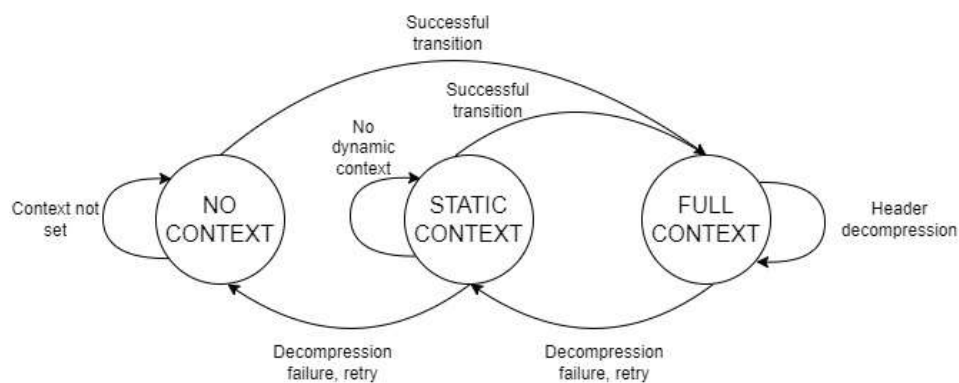 Successful
transition
Successful
transition
No
dynamic
context
Context not
set
NO
CONTEXT
STATIC
CONTEXT
FULL
CONTEXT
Header
decompression
Decompression
failure, retry
Decompression
failure, retry